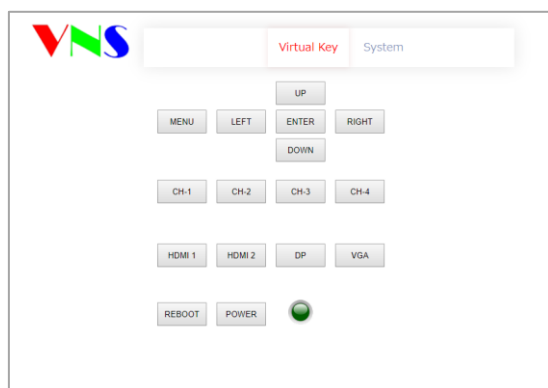 VNS
Virtual Key System
UP
MENU LEFT ENTER RIGHT
DOWN
CH-1 CH-2 CH-3 CH-4
HDMI 1 HDMI 2 DP VGA
REBOOT POWER